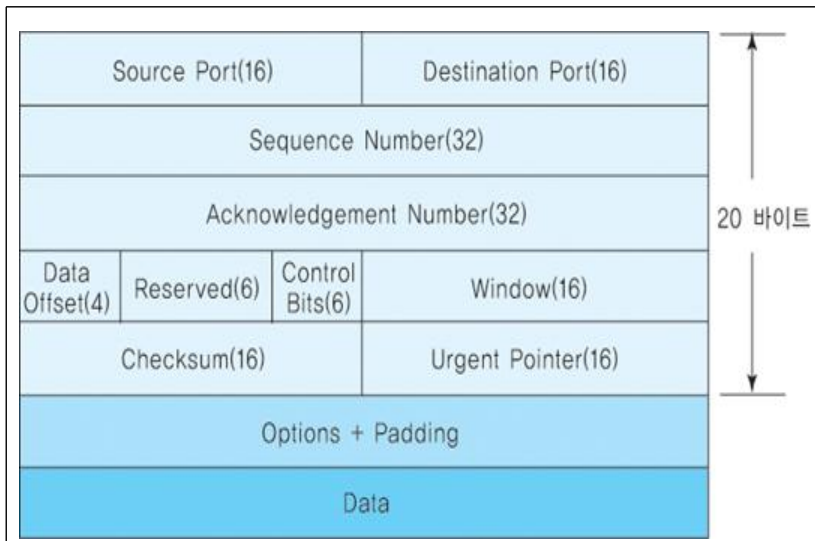 Source Port(16)
Destination Port(16)
Sequence Number(32)
Acknowledgement Number(32)
20 바이트
Data
Offset(4)
Reserved(6)
Control
Bits(6)
Window(16)
Checksum(16)
Urgent Pointer(16)
Options + Padding
Data